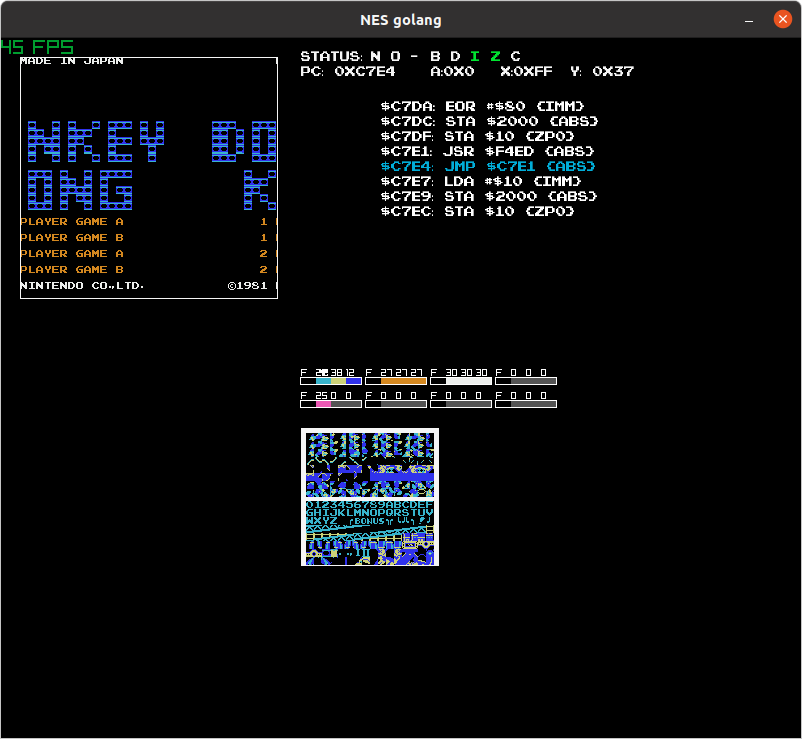 NES golang
45 FPS
MADE IN JAPAN
NKEY DO
ONG K
PLAYER GAME A 1
PLAYER GAME B 1
PLAYER GAME A 2
PLAYER GAME B 2
NINTENDO CO.,LTD. ©1981
STATUS: N O - B D I Z C
PC: 0XC7E4 A:0X0 X:0XFF Y: 0X37
$C7DA: EOR #$80 {IMM}
$C7DC: STA $2000 {ABS}
$C7DF: STA $10 {ZP0}
$C7E1: JSR $F4ED {ABS}
$C7E4: JMP $C7E1 {ABS}
$C7E7: LDA #$10 {IMM}
$C7E9: STA $2000 {ABS}
$C7EC: STA $10 {ZP0}
F 38 12 F 27 27 27 F 30 30 30 F 0 0 0
F 25 0 0 F 0 0 0 F 0 0 0 F 0 0 0
0123456789ABCDEF
GHIJKLMNOPQRSTUV
WXYZ BONUS